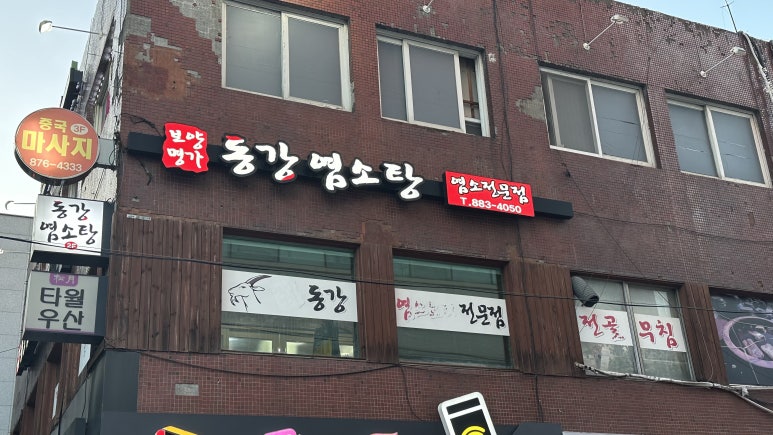 중국 3F
마사지
876-4333
보양
명가
동강 염소탕
염소전문점
T.883-4050
동강
염소탕
2F
타월
우산
동강
염소탕 전문점
전골 무침